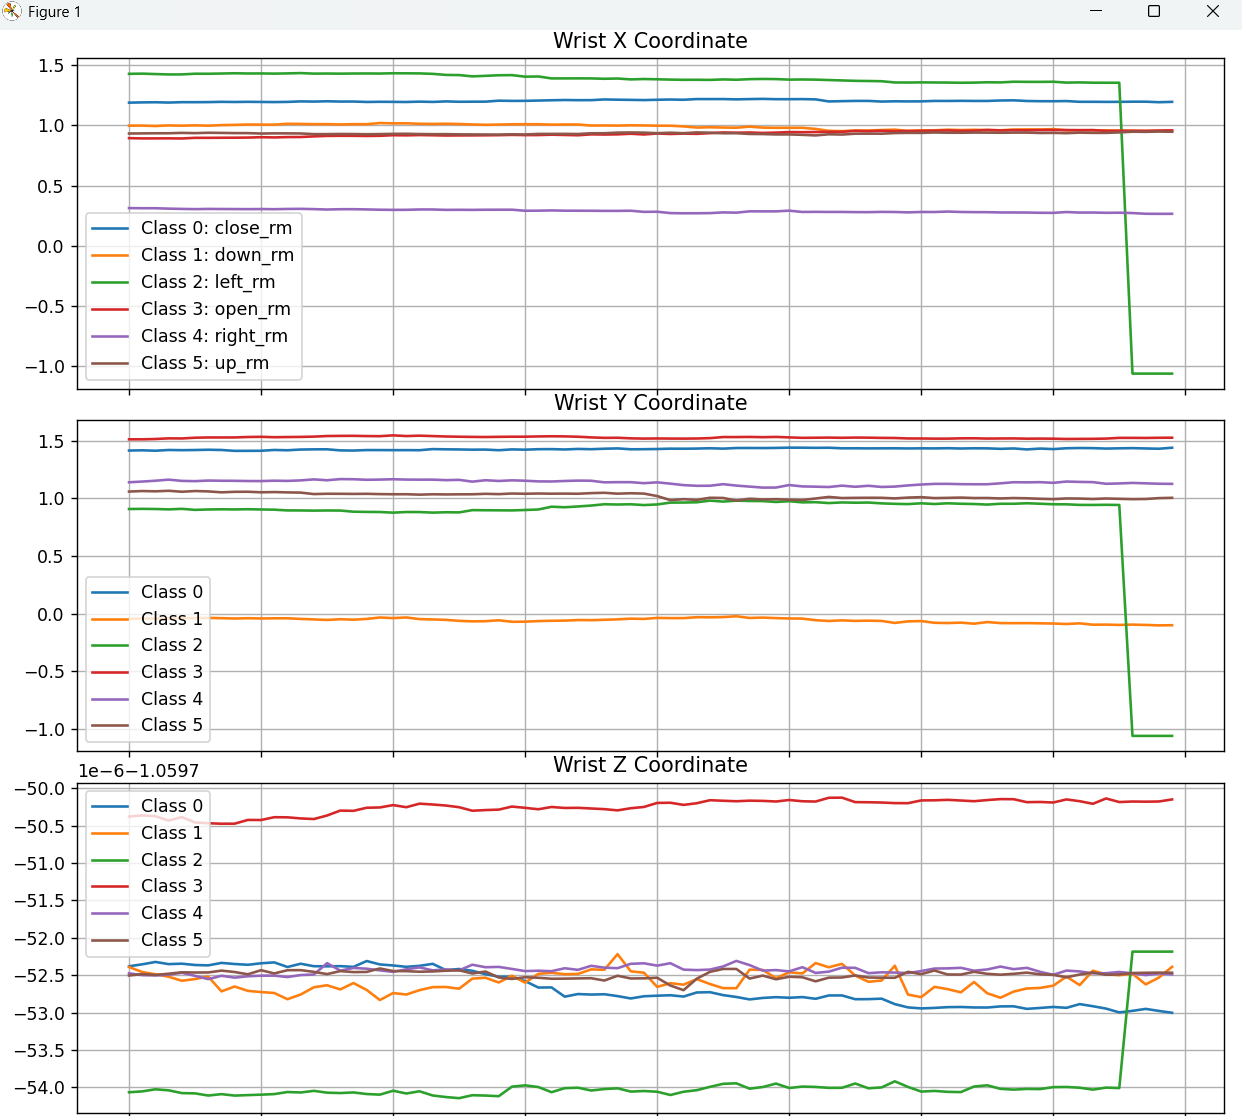 Figure 1
Wrist X Coordinate
1.5
1.0
0.5
0.0
−0.5
−1.0
Class 0: close_rm
Class 1: down_rm
Class 2: left_rm
Class 3: open_rm
Class 4: right_rm
Class 5: up_rm
Wrist Y Coordinate
1.5
1.0
0.5
0.0
−0.5
−1.0
Class 0
Class 1
Class 2
Class 3
Class 4
Class 5
Wrist Z Coordinate
1e−6−1.0597
−50.0
−50.5
−51.0
−51.5
−52.0
−52.5
−53.0
−53.5
−54.0
Class 0
Class 1
Class 2
Class 3
Class 4
Class 5